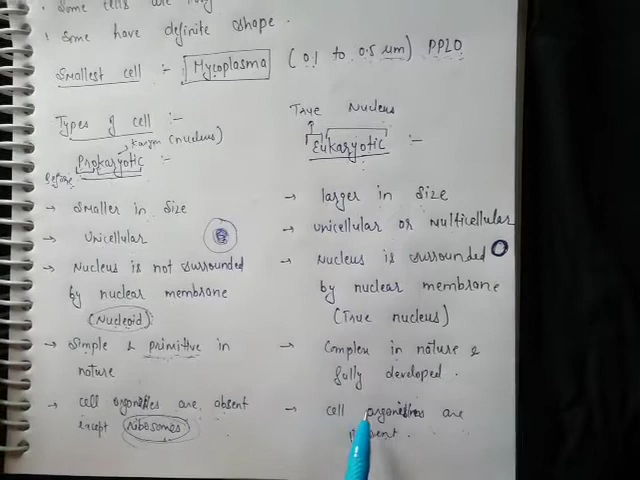 Some cells are
Some have definite shape.
Smallest cell :- Mycoplasma (0.1 to 0.5 µm) PPLO
Types of cell :-
Karyon (nucleus)
Prokaryotic :-
Before
→ Smaller in size
→ Unicellular
→ Nucleus is not surrounded
by nuclear membrane
(Nucleoid)
→ Simple & primitive in
nature
→ cell organelles are absent
except Ribosomes
True Nucleus
Eukaryotic :-
→ larger in size
→ Unicellular or Multicellular
→ Nucleus is surrounded
by nuclear membrane
(True nucleus)
→ Complex in nature &
fully developed.
→ cell organelles are